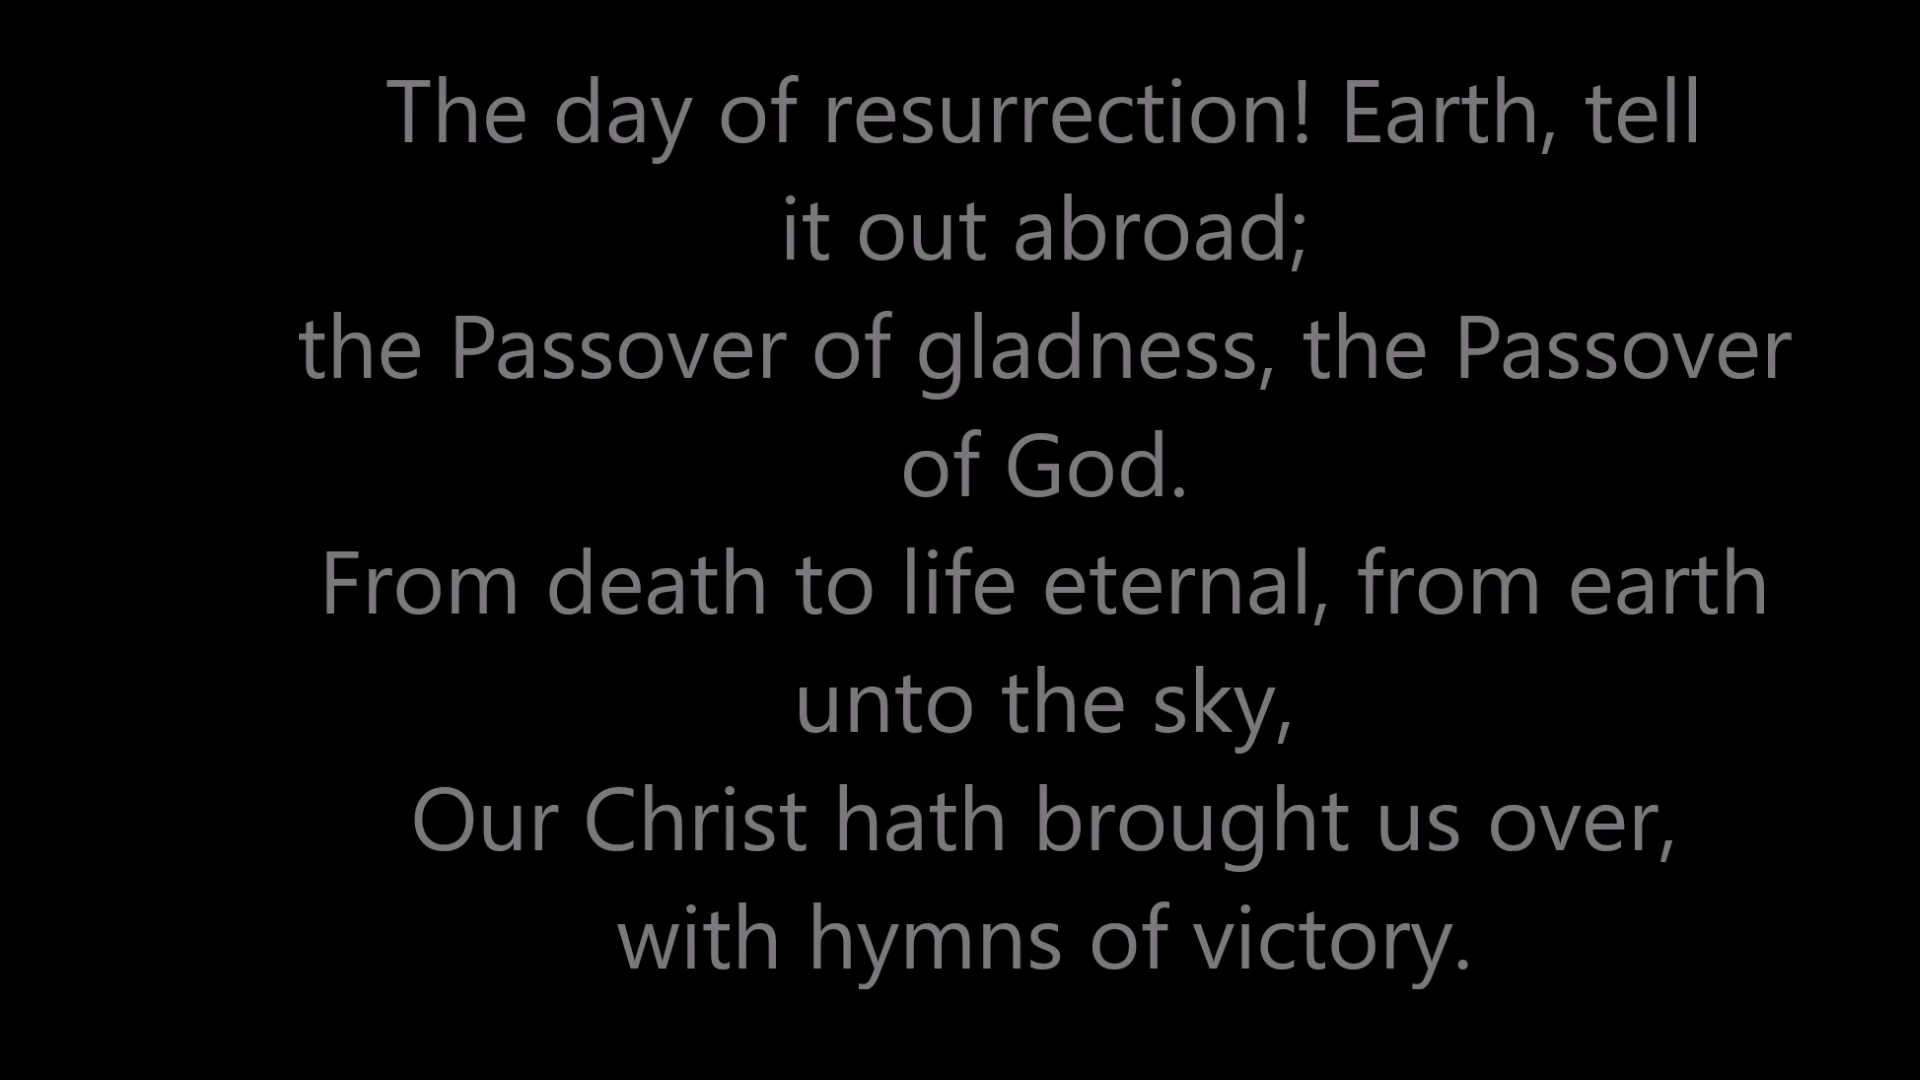 The day of resurrection! Earth, tell
it out abroad;
the Passover of gladness, the Passover
of God.
From death to life eternal, from earth
unto the sky,
Our Christ hath brought us over,
with hymns of victory.